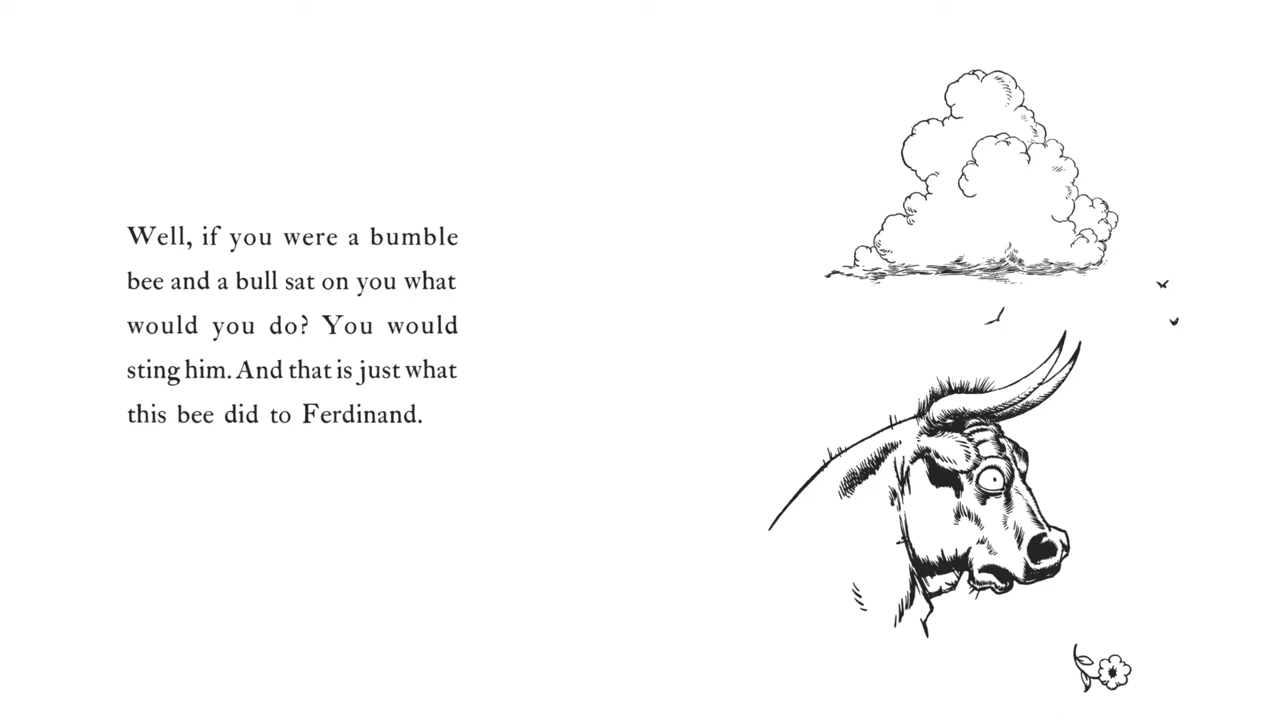 Well, if you were a bumble
bee and a bull sat on you what
would you do? You would
sting him. And that is just what
this bee did to Ferdinand.